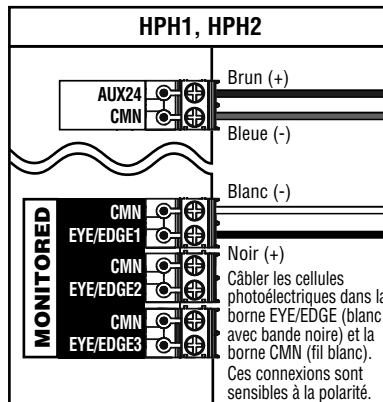 HPH1, HPH2
Brun (+)
AUX24
CMN
Bleue (-)
Blanc (-)
MONITORED
CMN
EYE/EDGE1
Noir (+)
CMN
EYE/EDGE2
CMN
EYE/EDGE3
Câbler les cellules
photoélectriques dans la
borne EYE/EDGE (blanc
avec bande noire) et la
borne CMN (fil blanc).
Ces connexions sont
sensibles à la polarité.